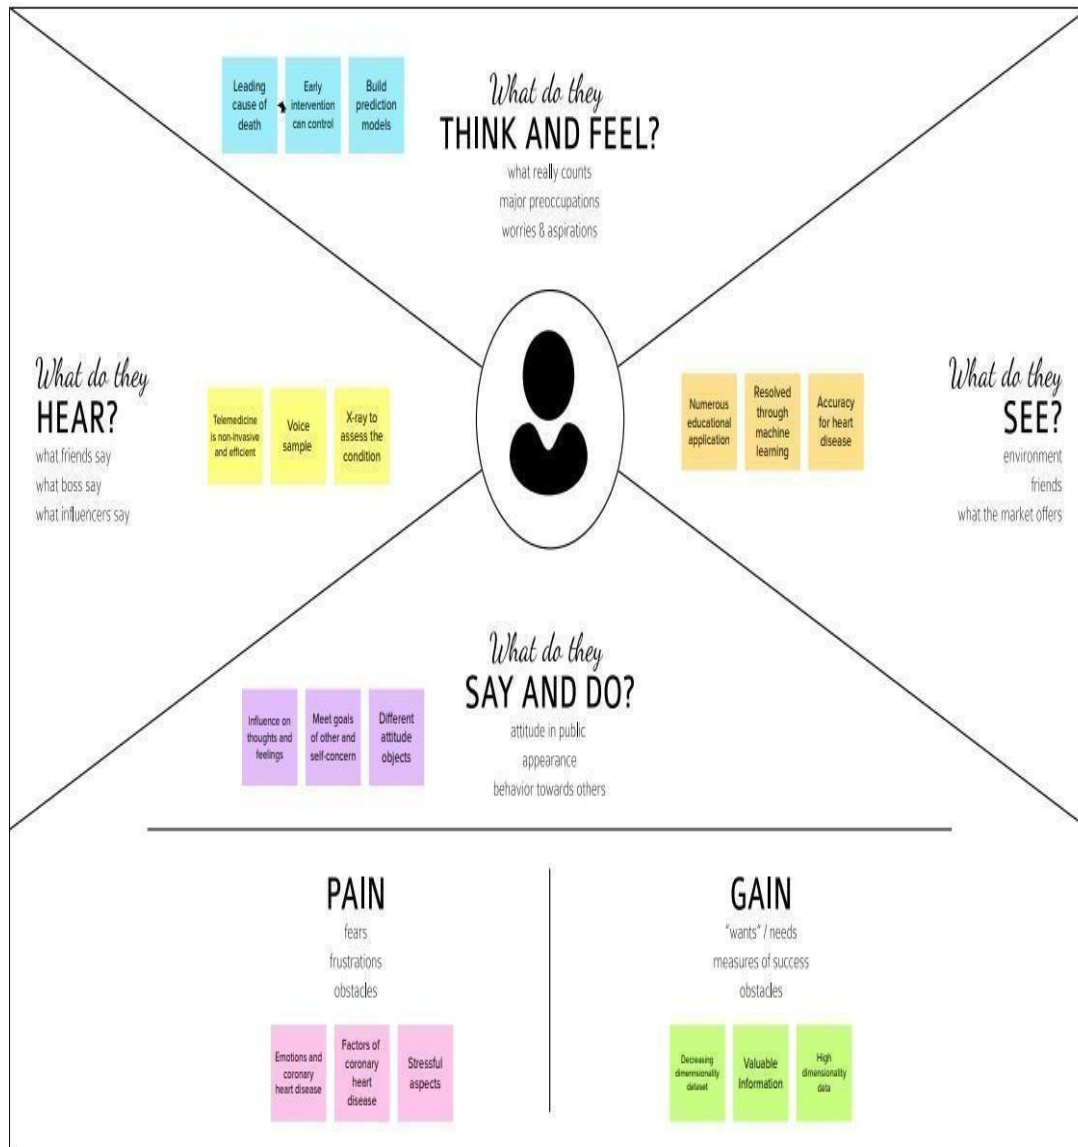 Leading
cause of
death
Early
intervention
can control
Build
prediction
models
What do they
THINK AND FEEL?
what really counts
major preoccupations
worries & aspirations
What do they
HEAR?
what friends say
what boss say
what influencers say
Telemedicine
is non-invasive
and efficient
Voice
sample
X-ray to
assess the
condition
Numerous
educational
application
Resolved
through
machine
learning
Accuracy
for heart
disease
What do they
SEE?
environment
friends
what the market offers
What do they
SAY AND DO?
attitude in public
appearance
behavior towards others
Influence on
thoughts and
feelings
Meet goals
of other and
self-concern
Different
attitude
objects
PAIN
fears
frustrations
obstacles
Emotions and
coronary
heart disease
Factors of
coronary
heart
disease
Stressful
aspects
GAIN
"wants" / needs
measures of success
obstacles
Decreasing
dimennsionality
dataset
Valuable
Information
High
dimensionality
data